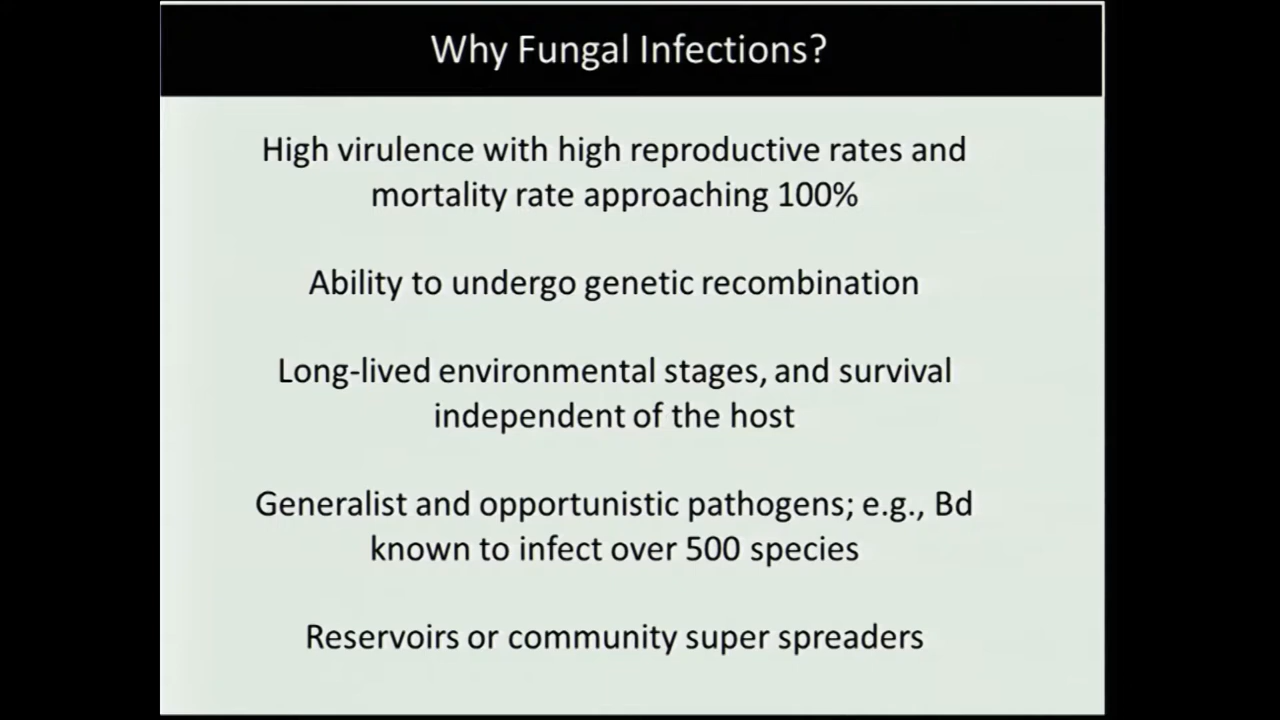 Why Fungal Infections?
High virulence with high reproductive rates and
mortality rate approaching 100%
Ability to undergo genetic recombination
Long-lived environmental stages, and survival
independent of the host
Generalist and opportunistic pathogens; e.g., Bd
known to infect over 500 species
Reservoirs or community super spreaders